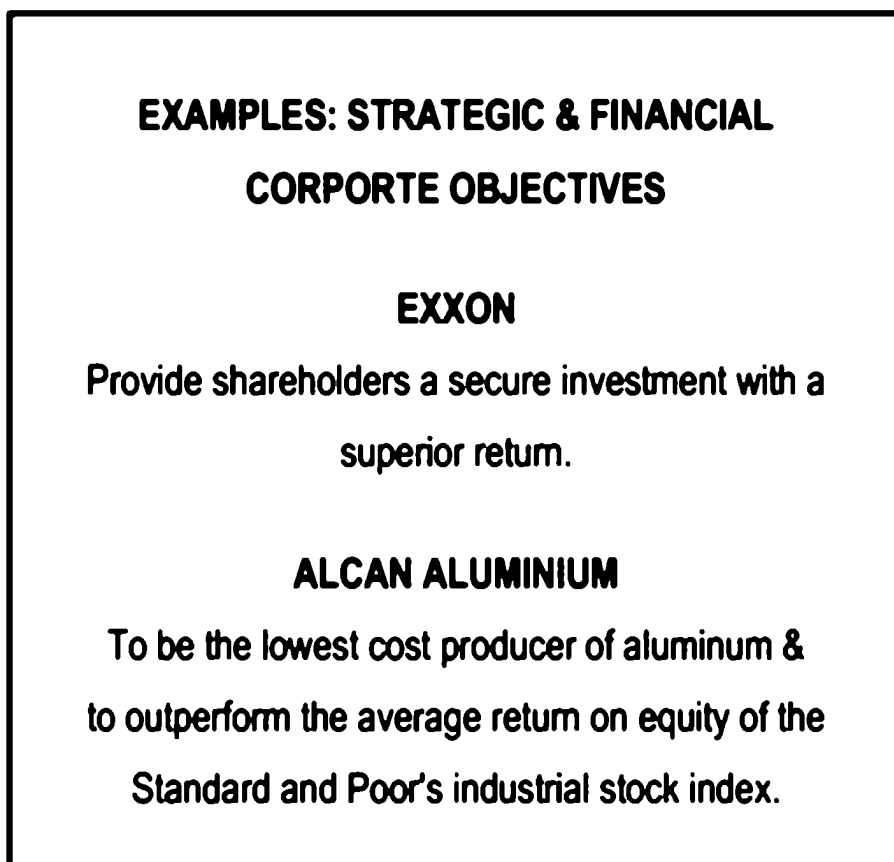 EXAMPLES: STRATEGIC & FINANCIAL
CORPORTE OBJECTIVES
EXXON
Provide shareholders a secure investment with a
superior return.
ALCAN ALUMINIUM
To be the lowest cost producer of aluminum &
to outperform the average return on equity of the
Standard and Poor's industrial stock index.